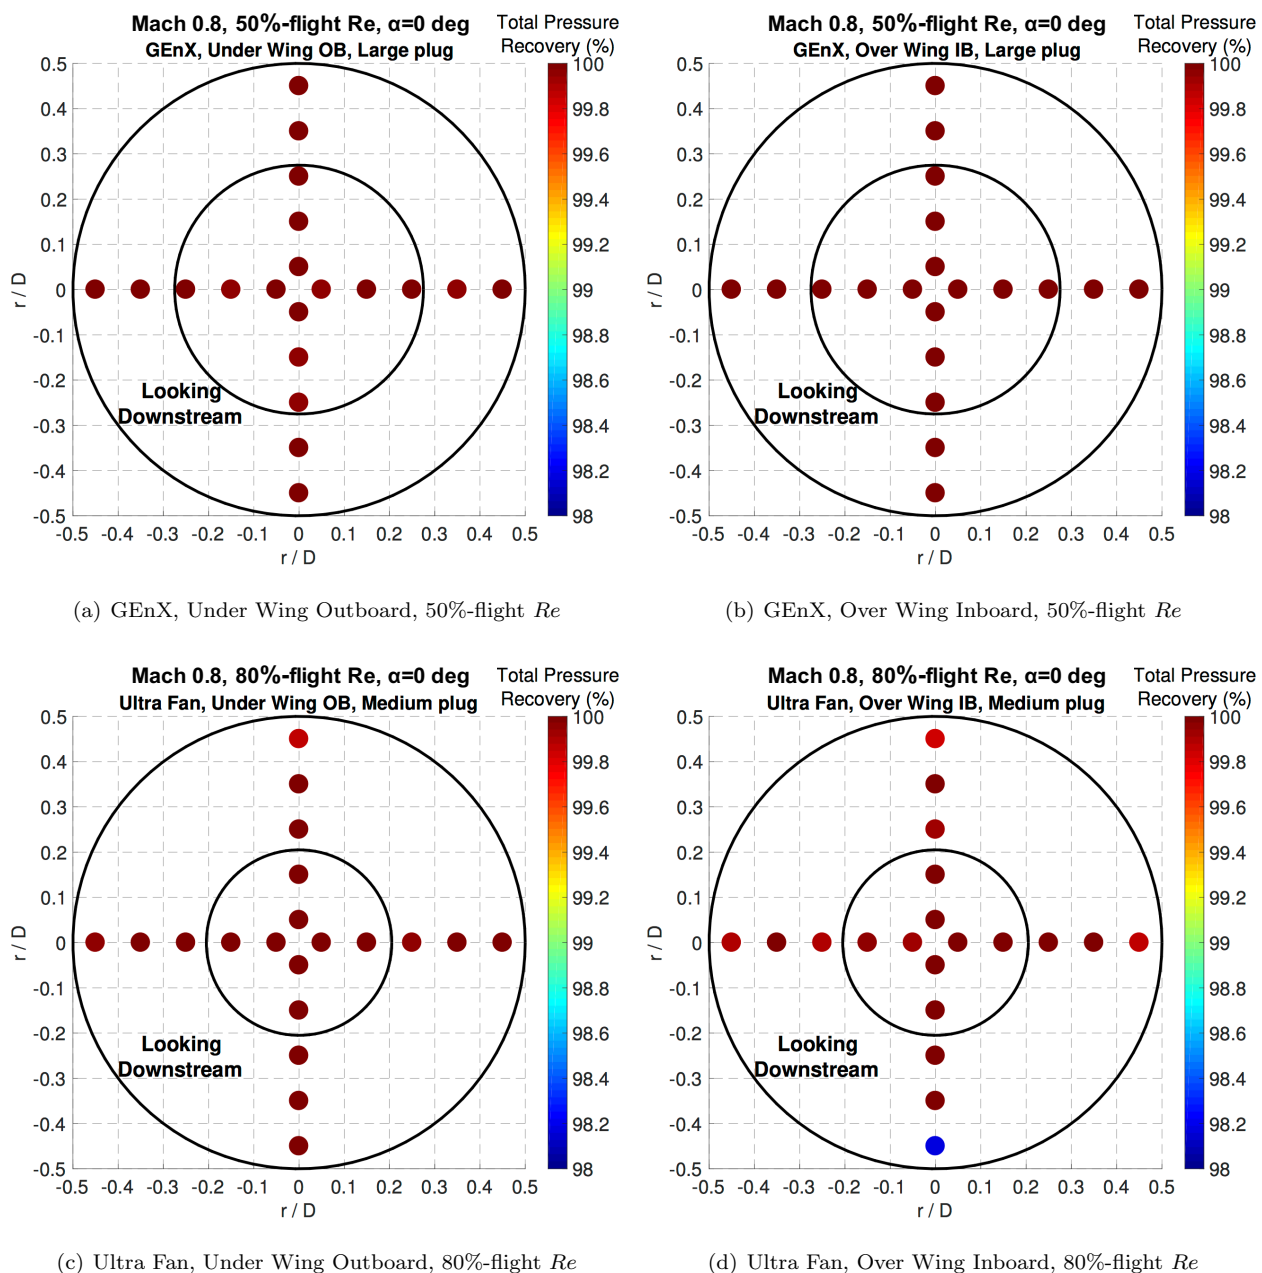 Mach 0.8, 50%-flight Re, α=0 deg
GEnX, Under Wing OB, Large plug
Total Pressure
Recovery (%)
0.5
0.4
0.3
0.2
0.1
0
-0.1
-0.2
-0.3
-0.4
-0.5
r / D
Looking
Downstream
-0.5 -0.4 -0.3 -0.2 -0.1 0 0.1 0.2 0.3 0.4 0.5
r / D
100
99.8
99.6
99.4
99.2
99
98.8
98.6
98.4
98.2
98
(a) GEnX, Under Wing Outboard, 50%-flight Re
Mach 0.8, 50%-flight Re, α=0 deg
GEnX, Over Wing IB, Large plug
Total Pressure
Recovery (%)
0.5
0.4
0.3
0.2
0.1
0
-0.1
-0.2
-0.3
-0.4
-0.5
r / D
Looking
Downstream
-0.5 -0.4 -0.3 -0.2 -0.1 0 0.1 0.2 0.3 0.4 0.5
r / D
100
99.8
99.6
99.4
99.2
99
98.8
98.6
98.4
98.2
98
(b) GEnX, Over Wing Inboard, 50%-flight Re
Mach 0.8, 80%-flight Re, α=0 deg
Ultra Fan, Under Wing OB, Medium plug
Total Pressure
Recovery (%)
0.5
0.4
0.3
0.2
0.1
0
-0.1
-0.2
-0.3
-0.4
-0.5
r / D
Looking
Downstream
-0.5 -0.4 -0.3 -0.2 -0.1 0 0.1 0.2 0.3 0.4 0.5
r / D
100
99.8
99.6
99.4
99.2
99
98.8
98.6
98.4
98.2
98
(c) Ultra Fan, Under Wing Outboard, 80%-flight Re
Mach 0.8, 80%-flight Re, α=0 deg
Ultra Fan, Over Wing IB, Medium plug
Total Pressure
Recovery (%)
0.5
0.4
0.3
0.2
0.1
0
-0.1
-0.2
-0.3
-0.4
-0.5
r / D
Looking
Downstream
-0.5 -0.4 -0.3 -0.2 -0.1 0 0.1 0.2 0.3 0.4 0.5
r / D
100
99.8
99.6
99.4
99.2
99
98.8
98.6
98.4
98.2
98
(d) Ultra Fan, Over Wing Inboard, 80%-flight Re